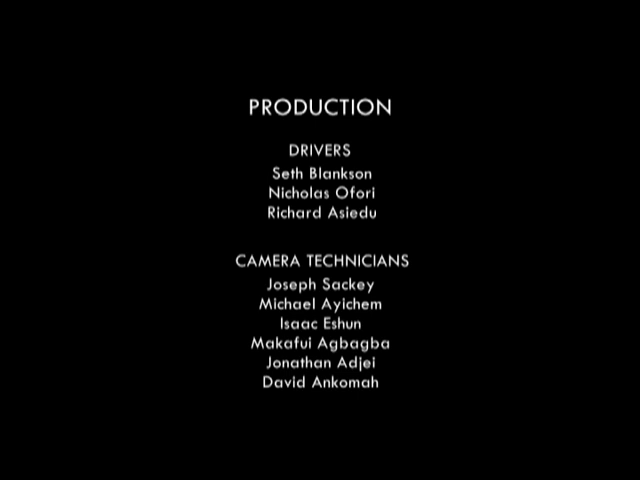 PRODUCTION
DRIVERS
Seth Blankson
Nicholas Ofori
Richard Asiedu
CAMERA TECHNICIANS
Joseph Sackey
Michael Ayichem
Isaac Eshun
Makafui Agbagba
Jonathan Adjei
David Ankomah